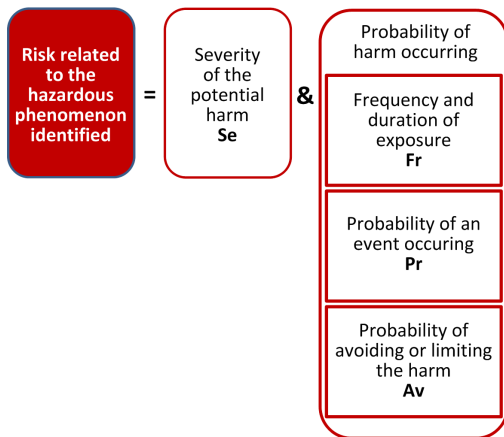 Risk related
to the
hazardous
phenomenon
identified
=
Severity
of the
potential
harm
Se
&
Probability of
harm occurring
Frequency and
duration of
exposure
Fr
Probability of an
event occuring
Pr
Probability of
avoiding or limiting
the harm
Av